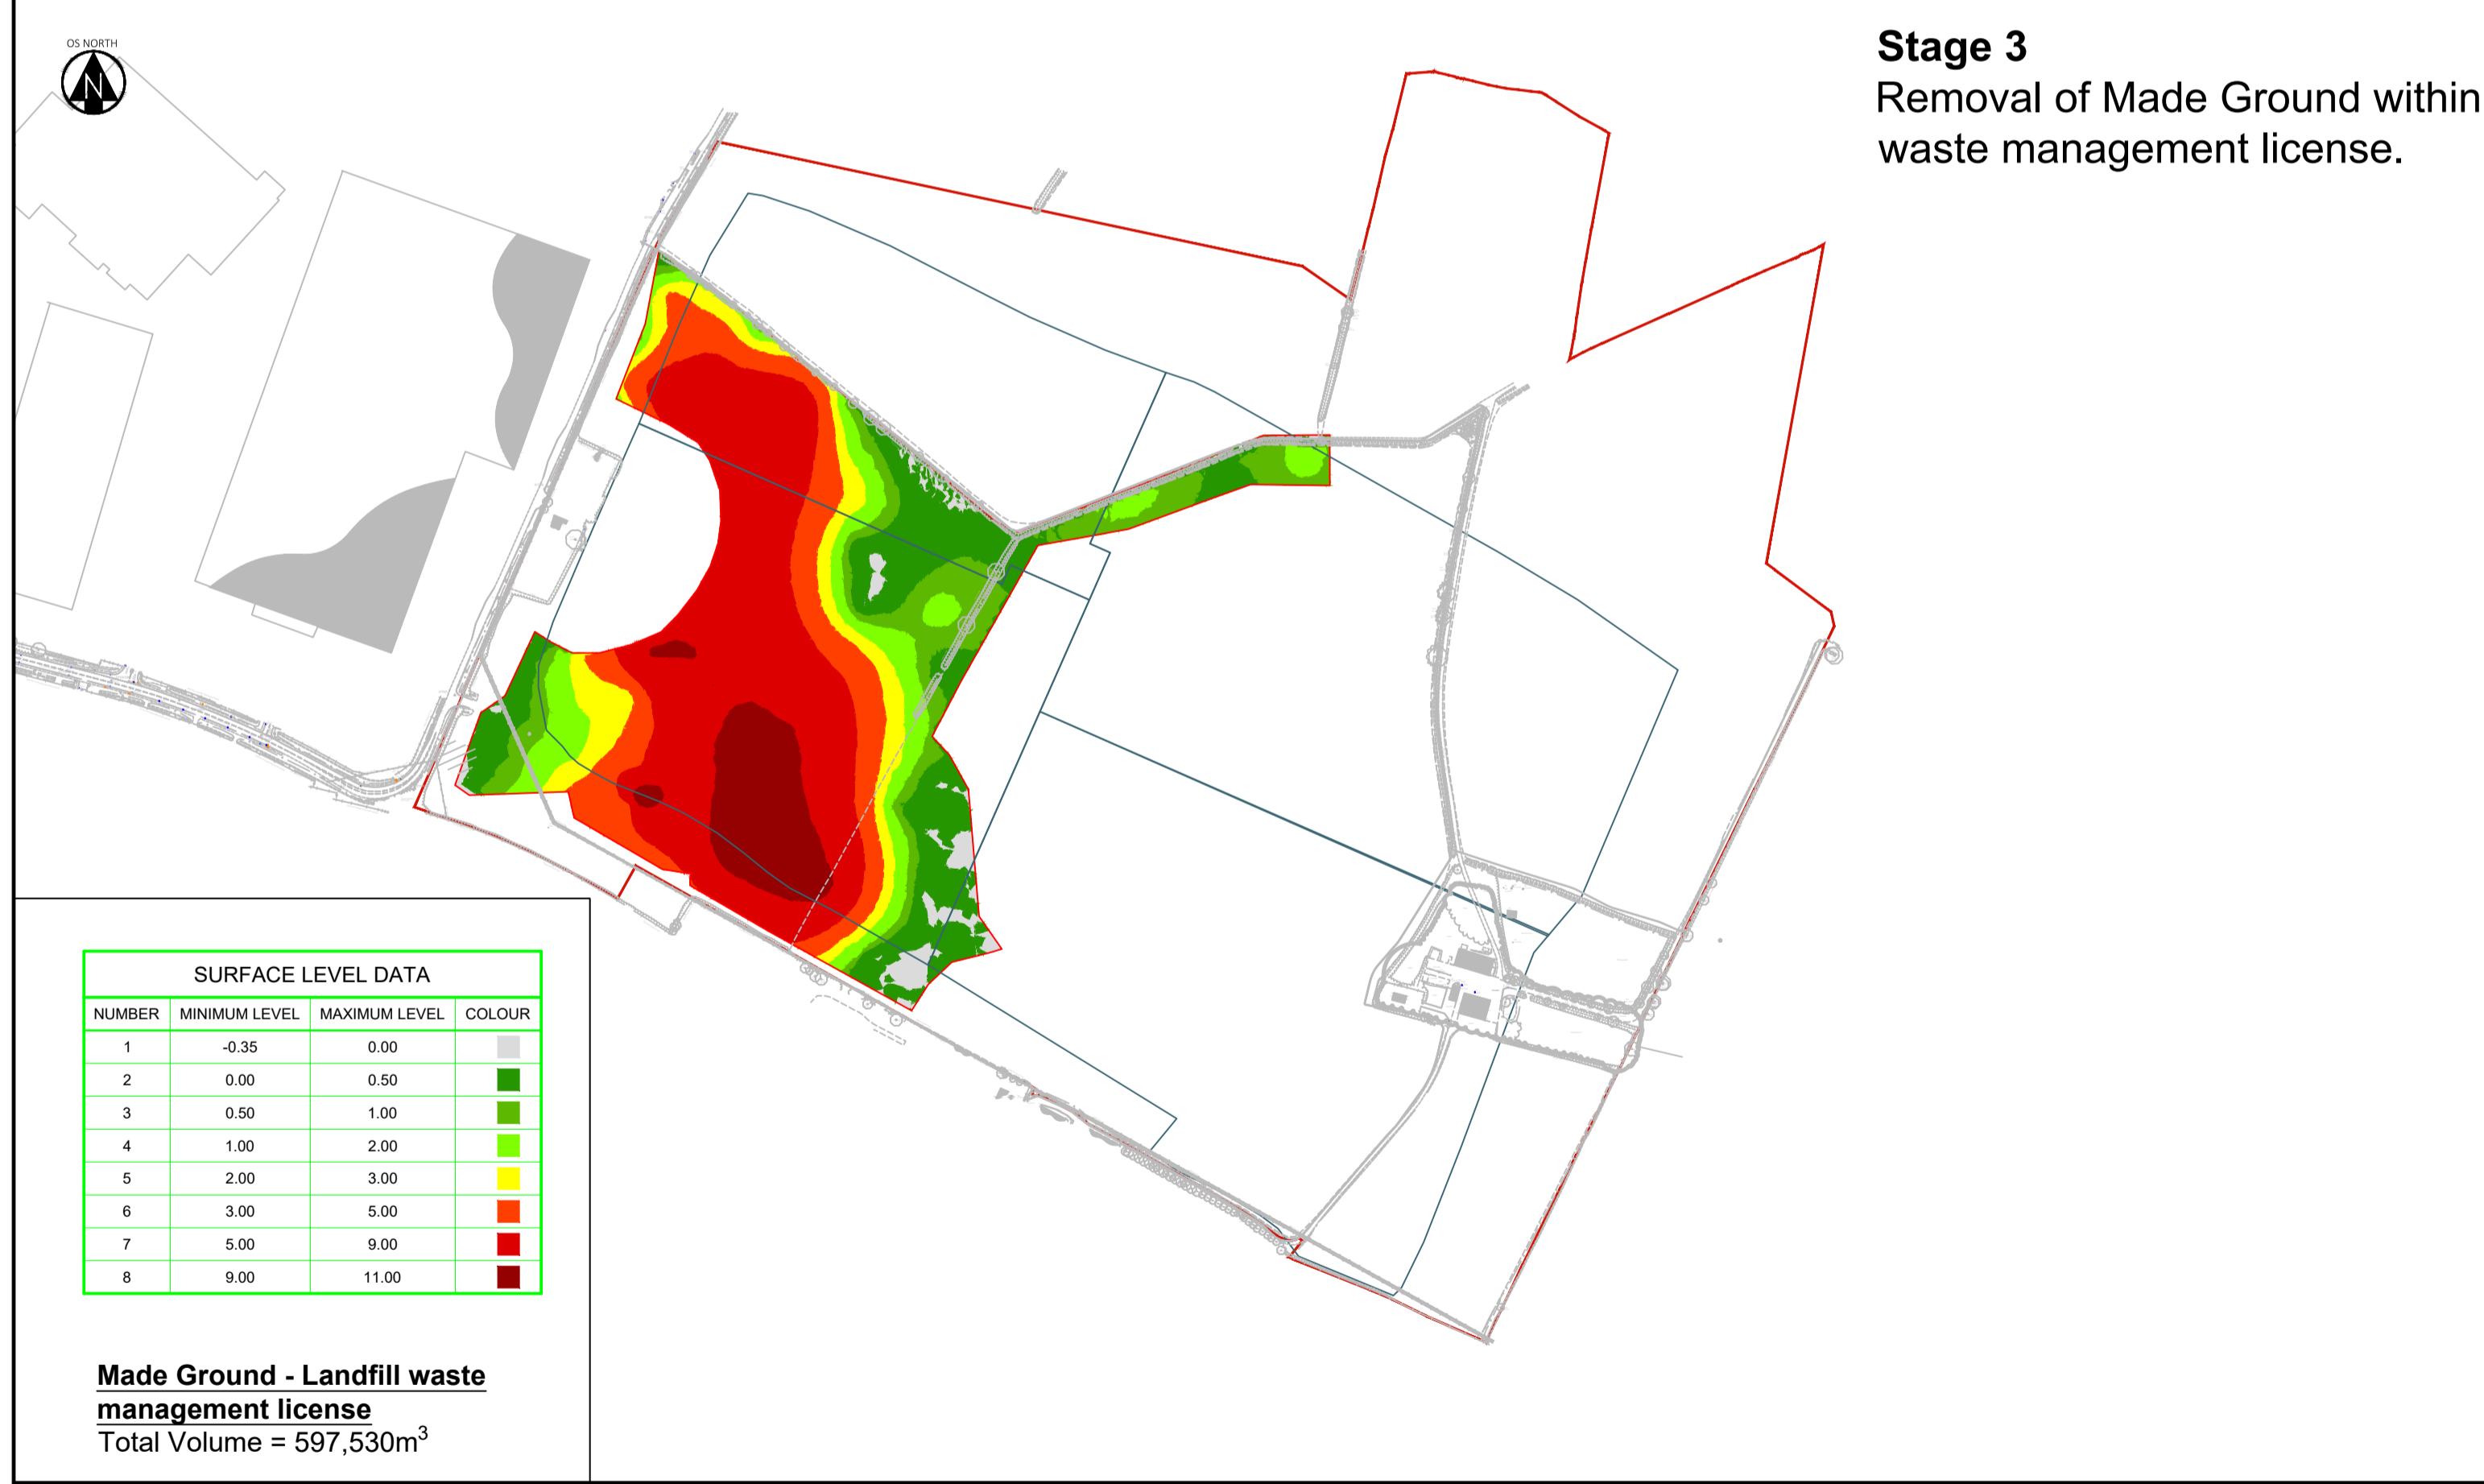 OS NORTH
N
Stage 3
Removal of Made Ground within
waste management license.
SURFACE LEVEL DATA
NUMBER MINIMUM LEVEL MAXIMUM LEVEL COLOUR
1 -0.35 0.00
2 0.00 0.50
3 0.50 1.00
4 1.00 2.00
5 2.00 3.00
6 3.00 5.00
7 5.00 9.00
8 9.00 11.00
Made Ground - Landfill waste
management license
Total Volume = 597,530m³